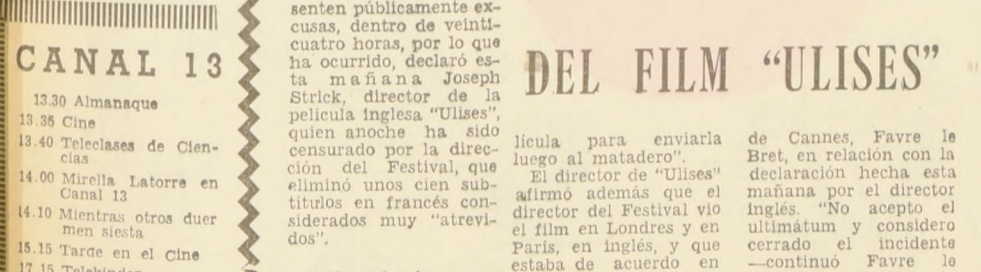 CANAL 13
13.30 Almanaque
13.35 Cine
13.40 Teleclases de Cien-
cias
14.00 Mirella Latorre en
Canal 13
14.10 Mientras otros duer
men siesta
15.15 Tarde en el Cine
17.15
senten públicamente ex-
cusas, dentro de veinti-
cuatro horas, por lo que
ha ocurrido, declaró es-
ta mañana Joseph
Strick, director de la
película inglesa "Ulises",
quien anoche ha sido
censurado por la direc-
ción del Festival, que
eliminó unos cien sub-
títulos en francés con-
siderados muy "atrevi-
dos".
DEL FILM "ULISES"
lícula para enviarla
luego al matadero".
El director de "Ulises"
afirmó además que el
director del Festival vio
el film en Londres y en
París, en inglés, y que
estaba de acuerdo en
de Cannes, Favre le
Bret, en relación con la
declaración hecha esta
mañana por el director
inglés. "No acepto el
ultimátum y considero
cerrado el incidente
—continuó Favre le